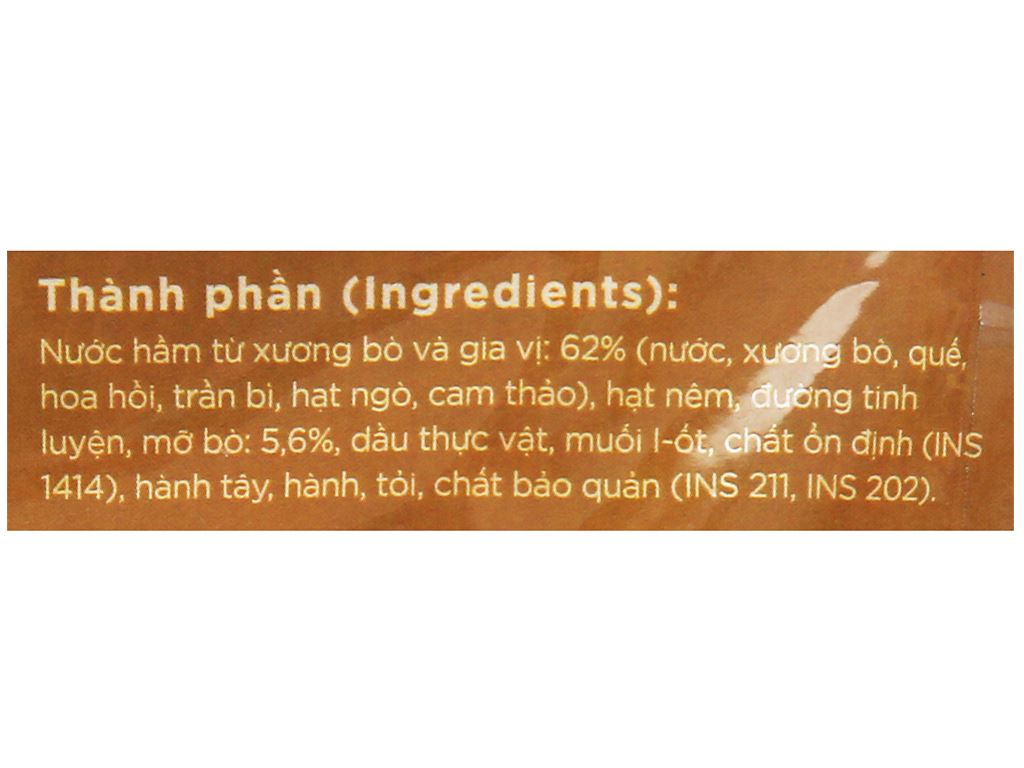 Thành phần (Ingredients):
Nước hầm từ xương bò và gia vị: 62% (nước, xương bò, quế,
hoa hồi, trần bì, hạt ngò, cam thảo), hạt nêm, đường tinh
luyện, mỡ bò: 5,6%, dầu thực vật, muối I-ốt, chất ổn định (INS
1414), hành tây, hành, tỏi, chất bảo quản (INS 211, INS 202).